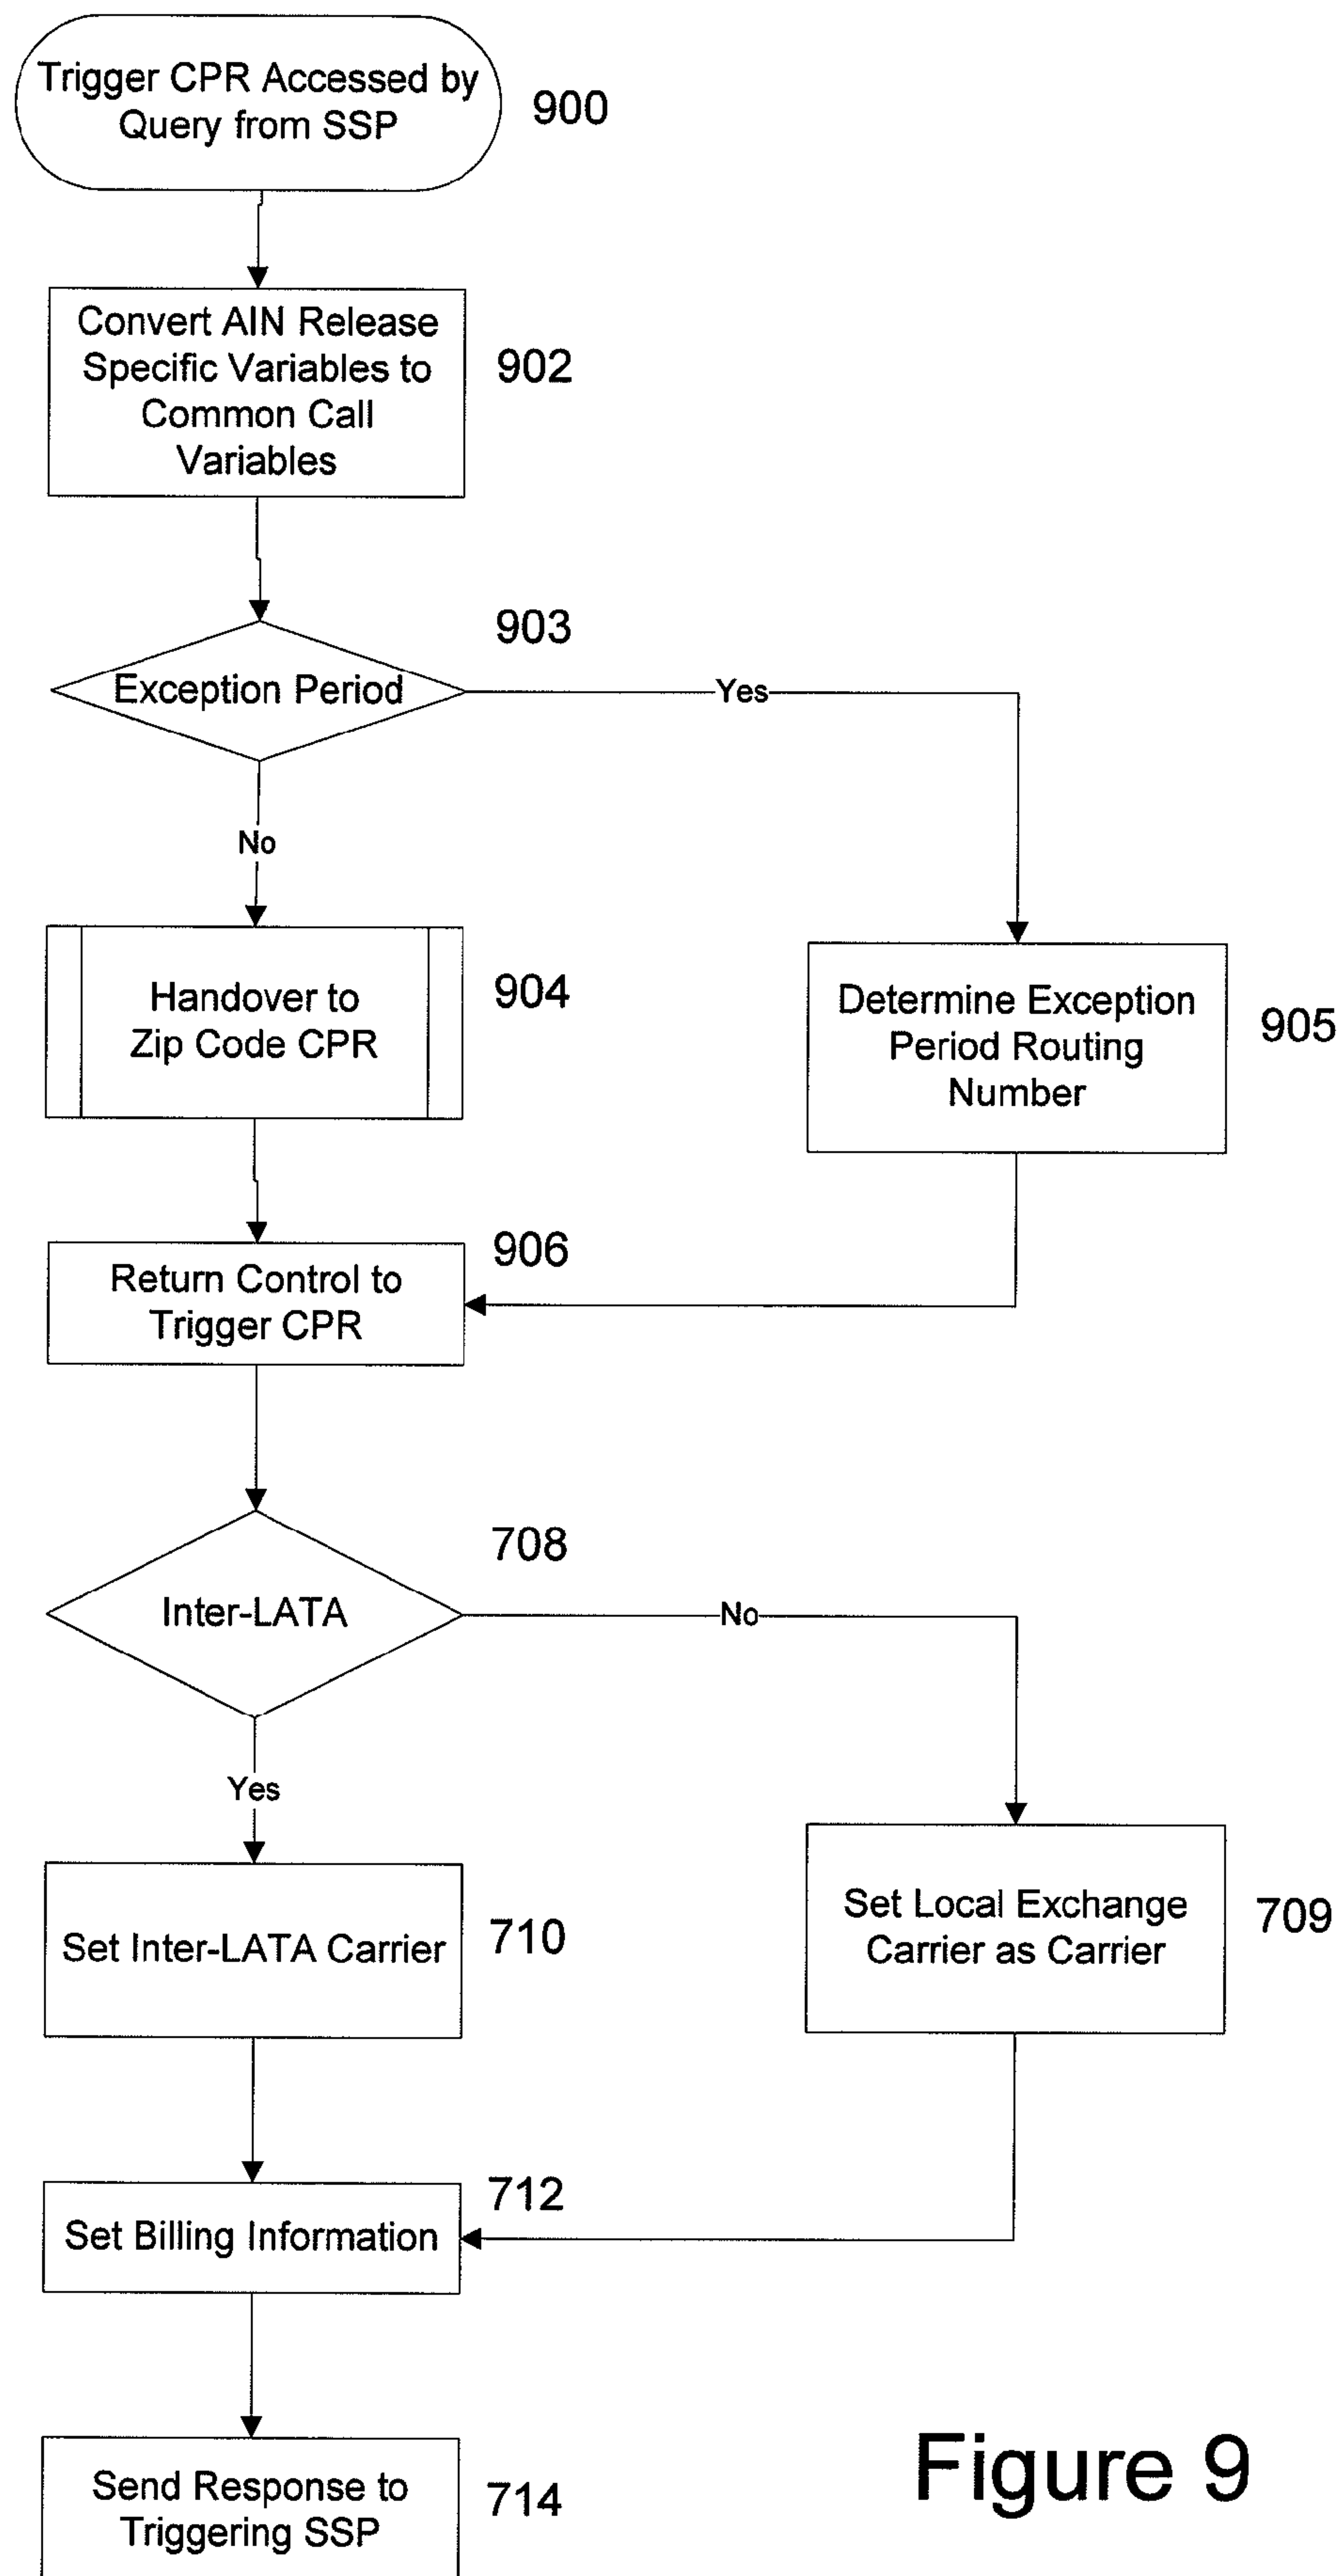 Trigger CPR Accessed by
Query from SSP
900
Convert AIN Release
Specific Variables to
Common Call
Variables
902
903
Exception Period
Yes
No
Handover to
Zip Code CPR
904
Determine Exception
Period Routing
Number
905
906
Return Control to
Trigger CPR
708
Inter-LATA
No
Yes
Set Inter-LATA Carrier
710
Set Local Exchange
Carrier as Carrier
709
712
Set Billing Information
Send Response to
Triggering SSP
714
Figure 9